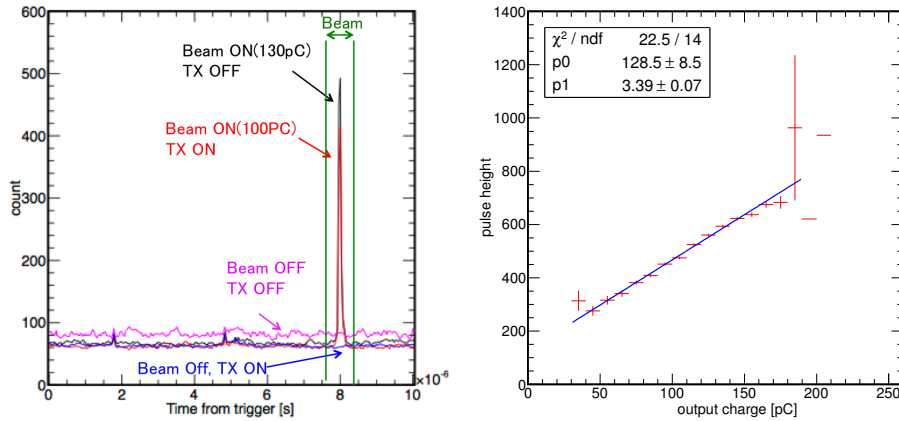 600
500
400
300
200
100
0
count
0
2
4
6
8
10
×10⁻⁶
Time from trigger [s]
Beam
Beam ON(130pC)
TX OFF
Beam ON(100PC)
TX ON
Beam OFF
TX OFF
Beam Off, TX ON
1400
1200
1000
800
600
400
200
0
pulse height
0
50
100
150
200
250
output charge [pC]
χ² / ndf 22.5 / 14
p0 128.5 ± 8.5
p1 3.39 ± 0.07